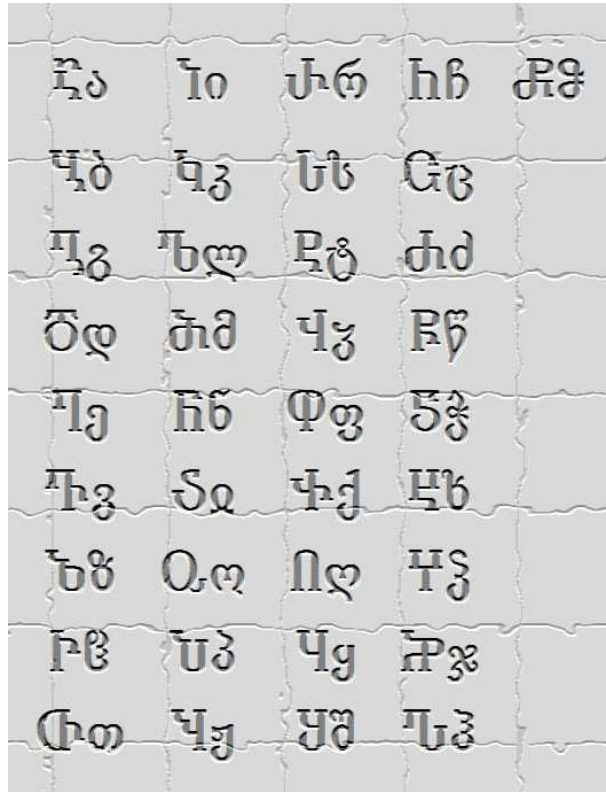 Ⴀა Ⴈი Ⴐრ Ⴙჩ Ⴥჵ
Ⴁბ Ⴉკ Ⴑს Ⴚც
Ⴂგ Ⴊლ Ⴒტ Ⴛძ
Ⴃდ Ⴋმ Ⴣჳ Ⴜწ
Ⴄე Ⴌნ Ⴔფ Ⴝჭ
Ⴅვ Ⴢჲ Ⴕქ Ⴞხ
Ⴆზ Ⴍო Ⴖღ Ⴤჴ
Ⴡჱ Ⴎპ Ⴗყ Ⴟჯ
Ⴇთ Ⴏჟ Ⴘშ Ⴠჰ